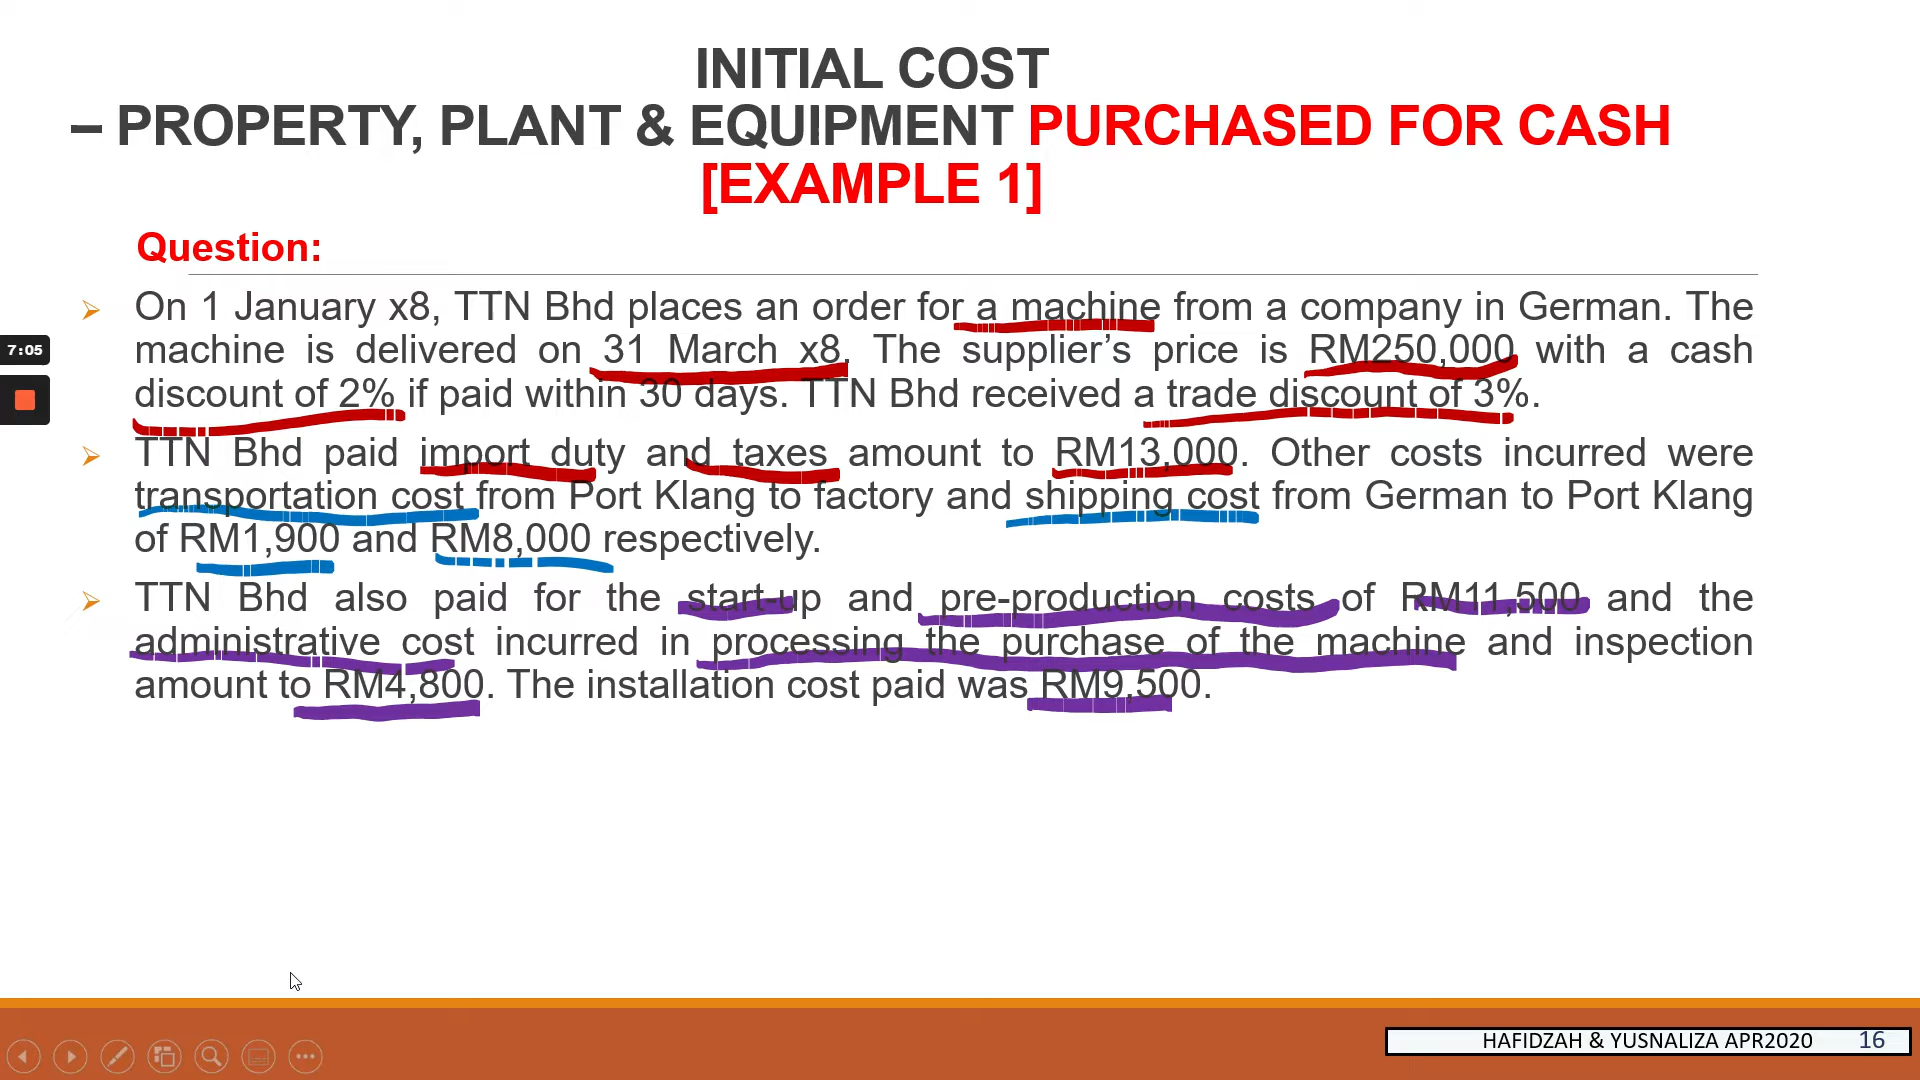 INITIAL COST
– PROPERTY, PLANT & EQUIPMENT PURCHASED FOR CASH
[EXAMPLE 1]
Question:
On 1 January x8, TTN Bhd places an order for a machine from a company in German. The
machine is delivered on 31 March x8. The supplier’s price is RM250,000 with a cash
discount of 2% if paid within 30 days. TTN Bhd received a trade discount of 3%.
TTN Bhd paid import duty and taxes amount to RM13,000. Other costs incurred were
transportation cost from Port Klang to factory and shipping cost from German to Port Klang
of RM1,900 and RM8,000 respectively.
TTN Bhd also paid for the start-up and pre-production costs of RM11,500 and the
administrative cost incurred in processing the purchase of the machine and inspection
amount to RM4,800. The installation cost paid was RM9,500.
7:05
HAFIDZAH & YUSNALIZA APR2020 16